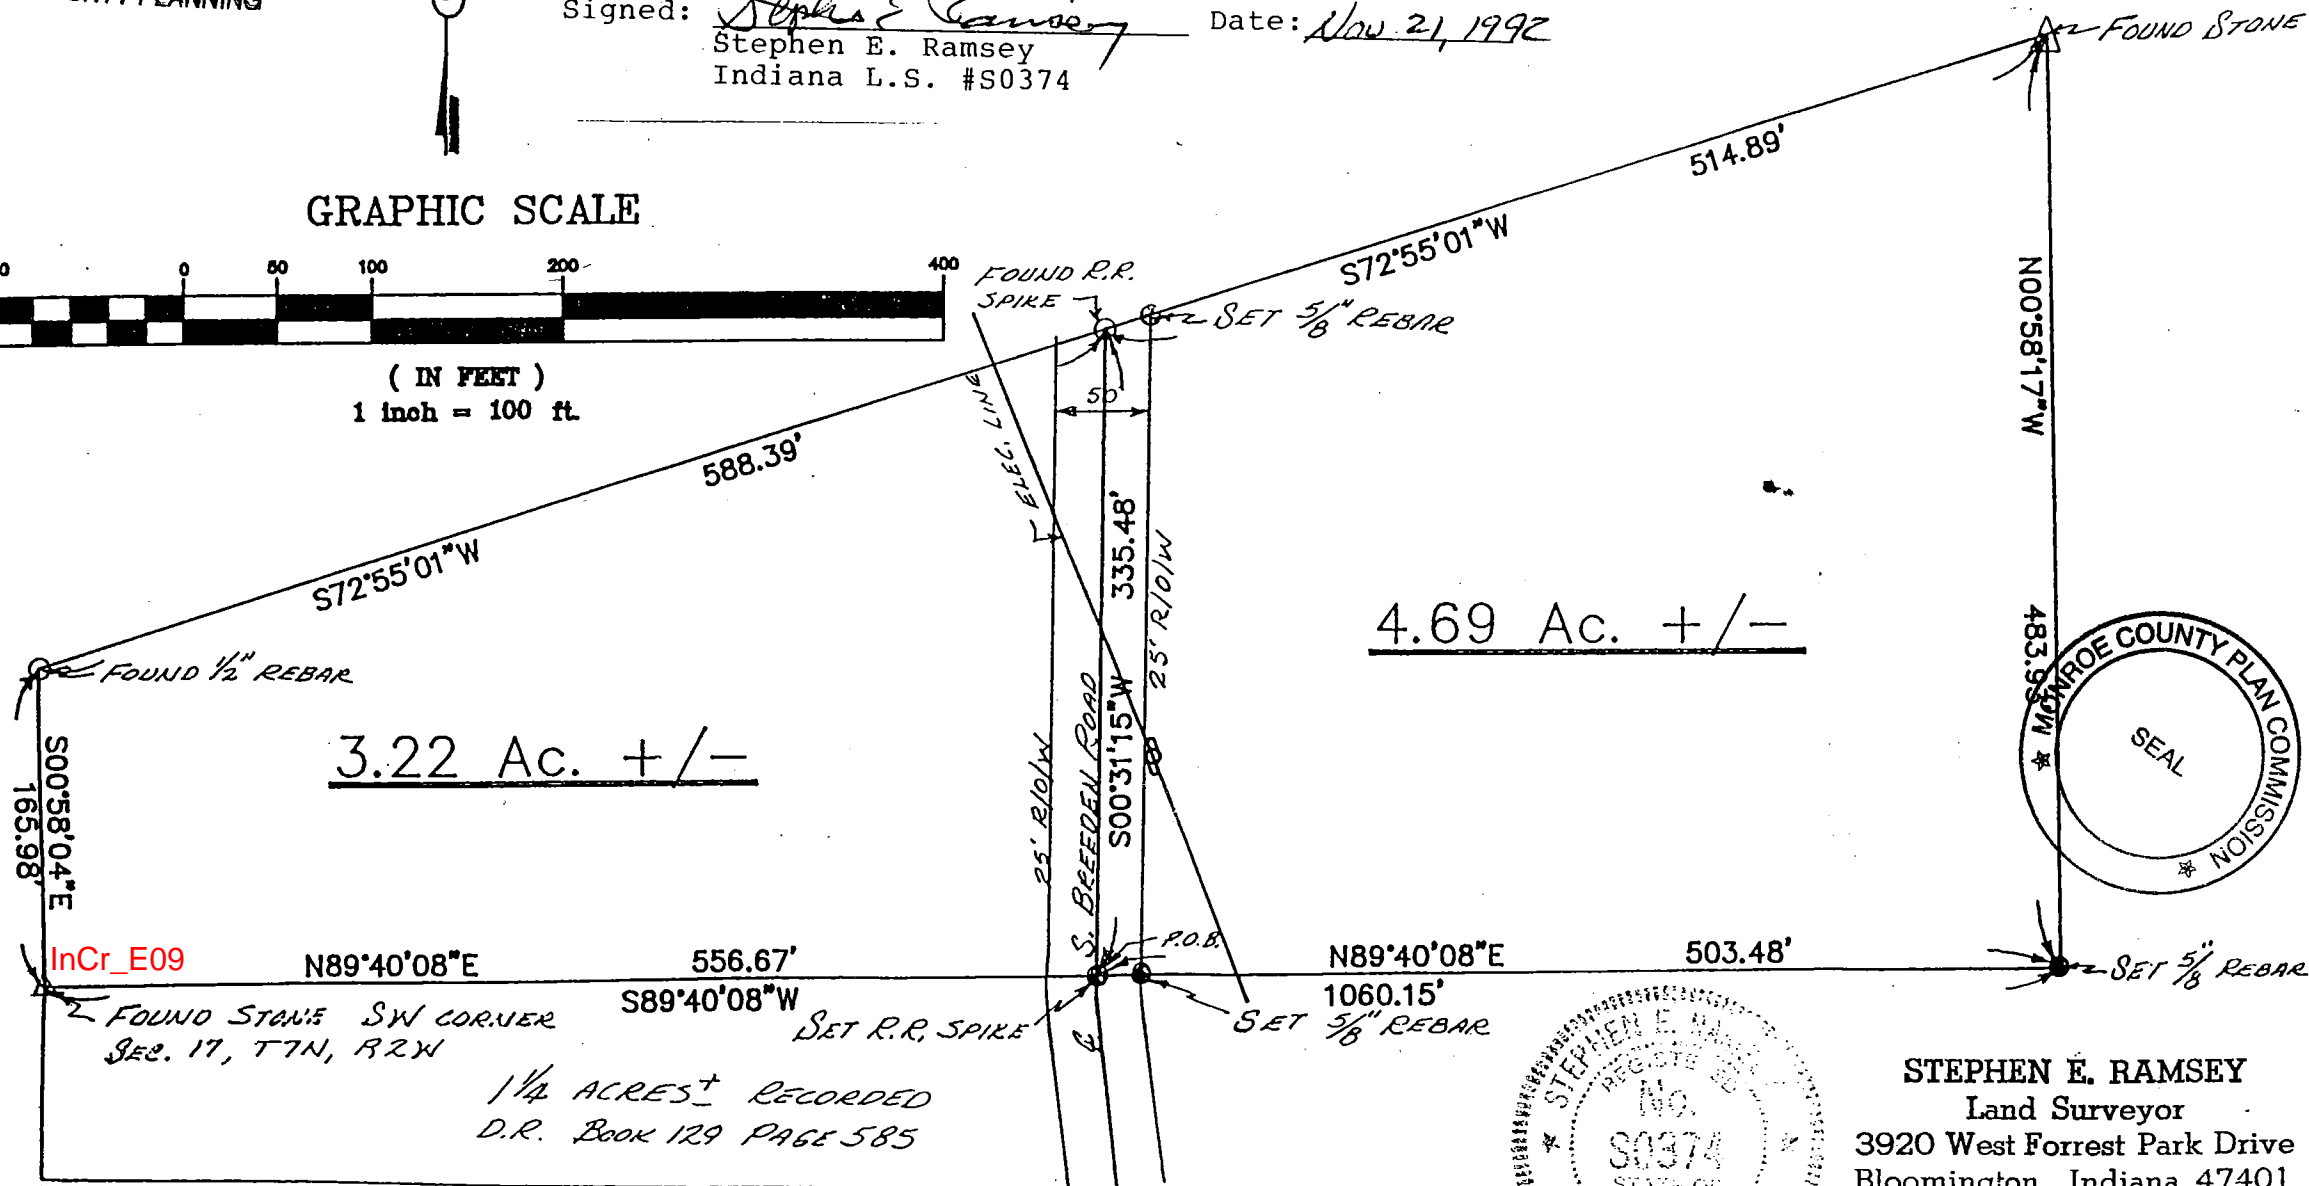 PLANNING
Signed: Stephen E. Ramsey Date: Nov 21, 1992
Stephen E. Ramsey
Indiana L.S. #S0374
FOUND STONE
514.89'
S72°55'01"W
GRAPHIC SCALE
0 0 50 100 200 400
( IN FEET )
1 inch = 100 ft.
FOUND R.R.
SPIKE
SET 5/8" REBAR
50'
ELEC. LINE
588.39'
S72°55'01"W
N00°58'17"W
335.48'
25' R/O/W
4.69 Ac. +/-
FOUND 1/2" REBAR
3.22 Ac. +/-
S00°58'04"E
165.98'
25' R/O/W
S. BREEDEN ROAD
S00°31'15"W
MONROE COUNTY PLAN COMMISSION
SEAL
InCr_E09
N89°40'08"E 556.67'
S89°40'08"W
P.O.B.
N89°40'08"E 503.48'
1060.15'
SET 5/8" REBAR
FOUND STONE SW CORNER
SEC. 17, T7N, R2W
SET R.R. SPIKE
SET 5/8" REBAR
1 1/4 ACRES± RECORDED
D.R. BOOK 129 PAGE 585
STEPHEN E.
No.
S0374
STEPHEN E. RAMSEY
Land Surveyor
3920 West Forrest Park Drive
Bloomington, Indiana 47401